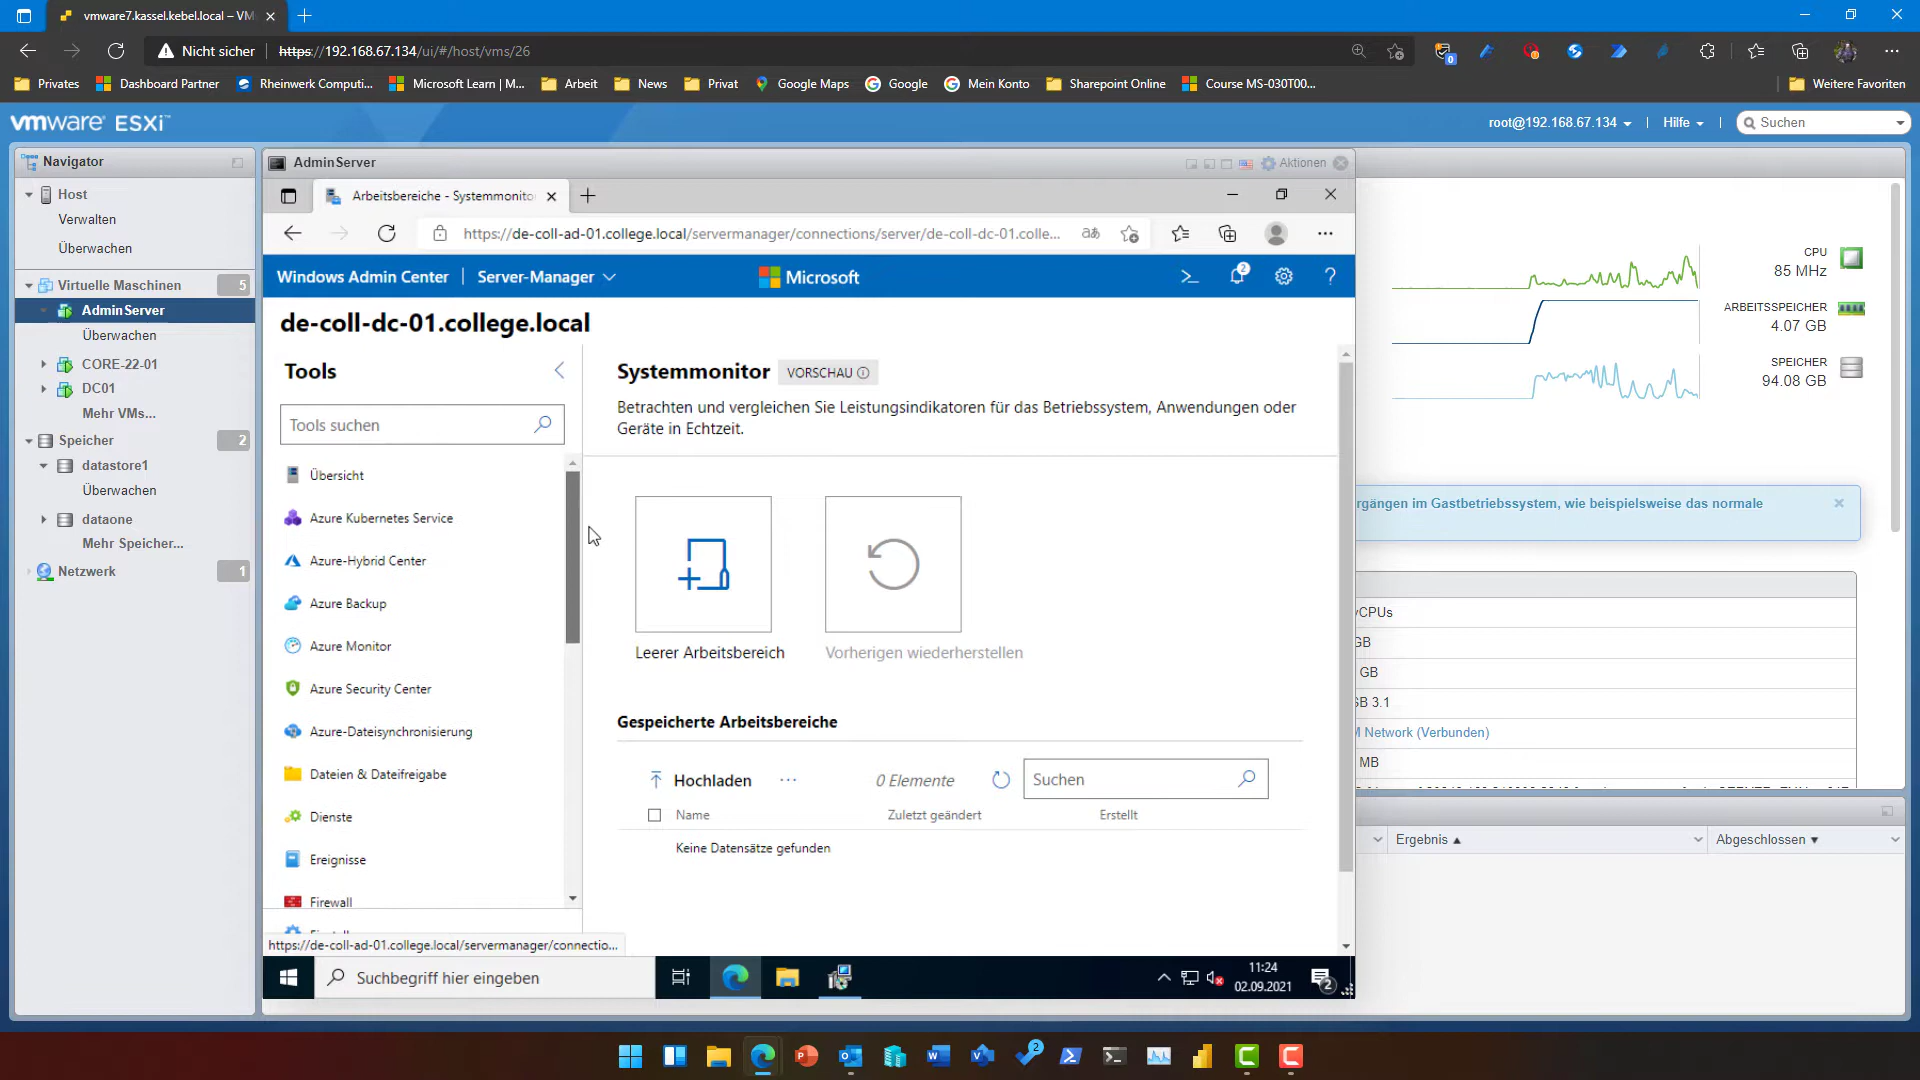 vmware7.kassel.kebel.local – VM
Nicht sicher
https://192.168.67.134/ui/#/host/vms/26
0
Privates
Dashboard Partner
Rheinwerk Computi...
Microsoft Learn | M...
Arbeit
News
Privat
Google Maps
Google
Mein Konto
Sharepoint Online
Course MS-030T00...
Weitere Favoriten
vmware ESXi™
root@192.168.67.134
Hilfe
Suchen
Navigator
Host
Verwalten
Überwachen
Virtuelle Maschinen
5
AdminServer
Überwachen
CORE-22-01
DC01
Mehr VMs...
Speicher
2
datastore1
Überwachen
dataone
Mehr Speicher...
Netzwerk
1
AdminServer
Aktionen
Arbeitsbereiche - Systemmonito
https://de-coll-ad-01.college.local/servermanager/connections/server/de-coll-dc-01.colle...
aあ
Windows Admin Center
Server-Manager
Microsoft
2
?
de-coll-dc-01.college.local
Tools
Tools suchen
Übersicht
Azure Kubernetes Service
Azure-Hybrid Center
Azure Backup
Azure Monitor
Azure Security Center
Azure-Dateisynchronisierung
Dateien & Dateifreigabe
Dienste
Ereignisse
Firewall
https://de-coll-ad-01.college.local/servermanager/connectio...
Systemmonitor
VORSCHAU
Betrachten und vergleichen Sie Leistungsindikatoren für das Betriebssystem, Anwendungen oder
Geräte in Echtzeit.
Leerer Arbeitsbereich
Vorherigen wiederherstellen
Gespeicherte Arbeitsbereiche
Hochladen
0 Elemente
Suchen
Name
Zuletzt geändert
Erstellt
Keine Datensätze gefunden
Suchbegriff hier eingeben
11:24
02.09.2021
2
CPU
85 MHz
ARBEITSSPEICHER
4.07 GB
SPEICHER
94.08 GB
rgängen im Gastbetriebssystem, wie beispielsweise das normale
CPUs
GB
GB
SB 3.1
M Network (Verbunden)
MB
Ergebnis
Abgeschlossen
2